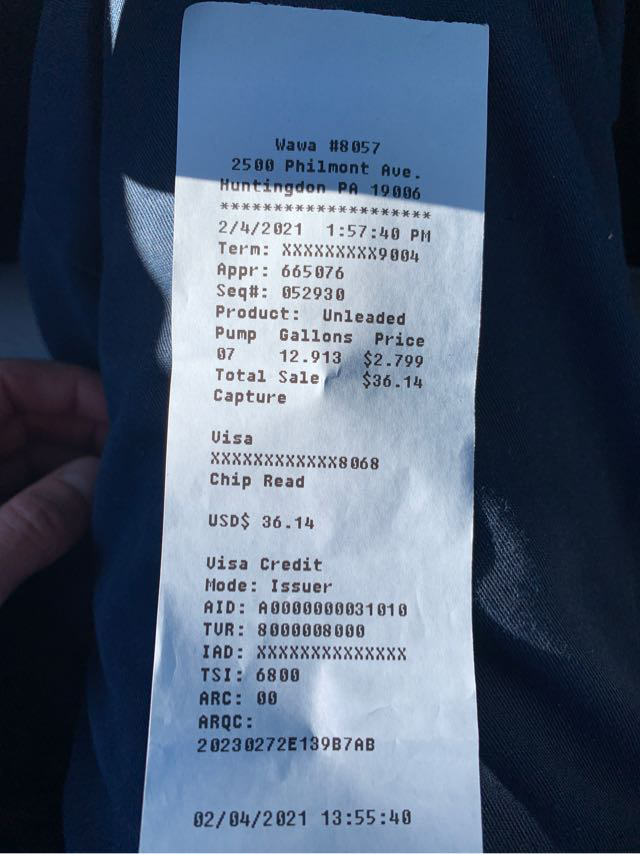 Wawa #8057
2500 Philmont Ave.
Huntingdon PA 19006
********************
2/4/2021 1:57:40 PM
Term: XXXXXXXXX9004
Appr: 665076
Seq#: 052930
Product: Unleaded
Pump Gallons Price
07 12.913 $2.799
Total Sale $36.14
Capture
Visa
XXXXXXXXXXXX8068
Chip Read
USD$ 36.14
Visa Credit
Mode: Issuer
AID: A0000000031010
TVR: 8000008000
IAD: XXXXXXXXXXXXXX
TSI: 6800
ARC: 00
ARQC:
20230272E139B7AB
02/04/2021 13:55:40